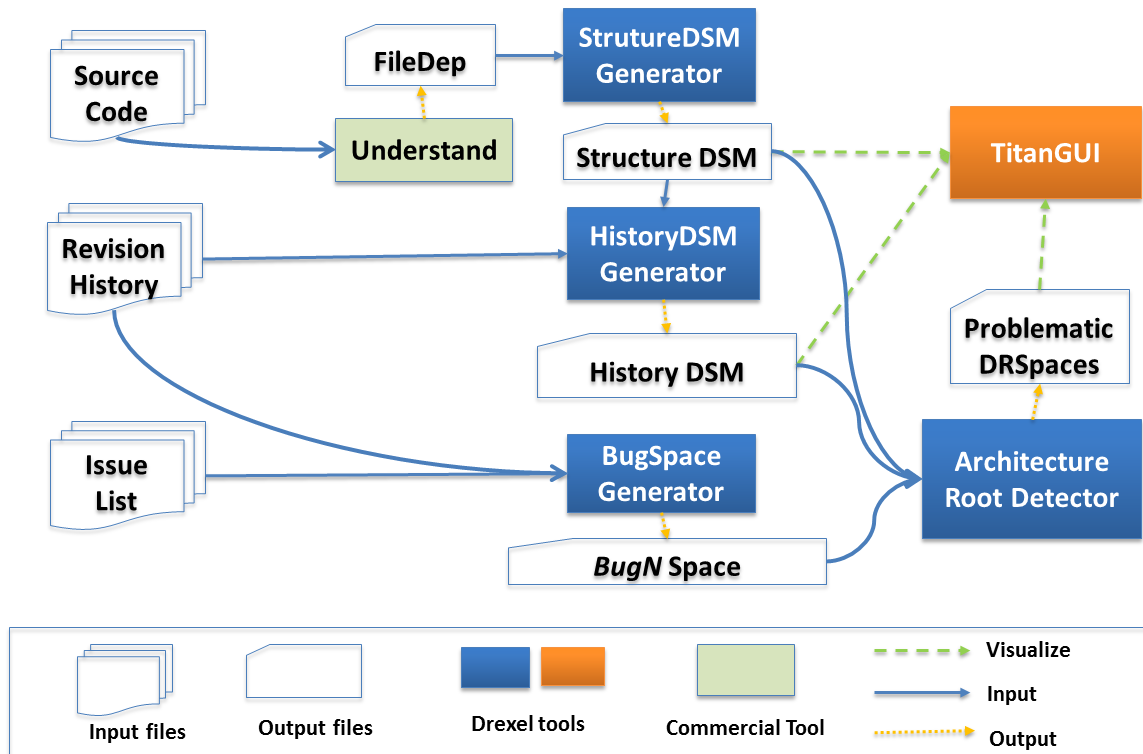 Source
Code
FileDep
StrutureDSM
Generator
Understand
Structure DSM
TitanGUI
Revision
History
HistoryDSM
Generator
History DSM
Problematic
DRSpaces
Issue
List
BugSpace
Generator
Architecture
Root Detector
BugN Space
Input files
Output files
Drexel tools
Commercial Tool
Visualize
Input
Output